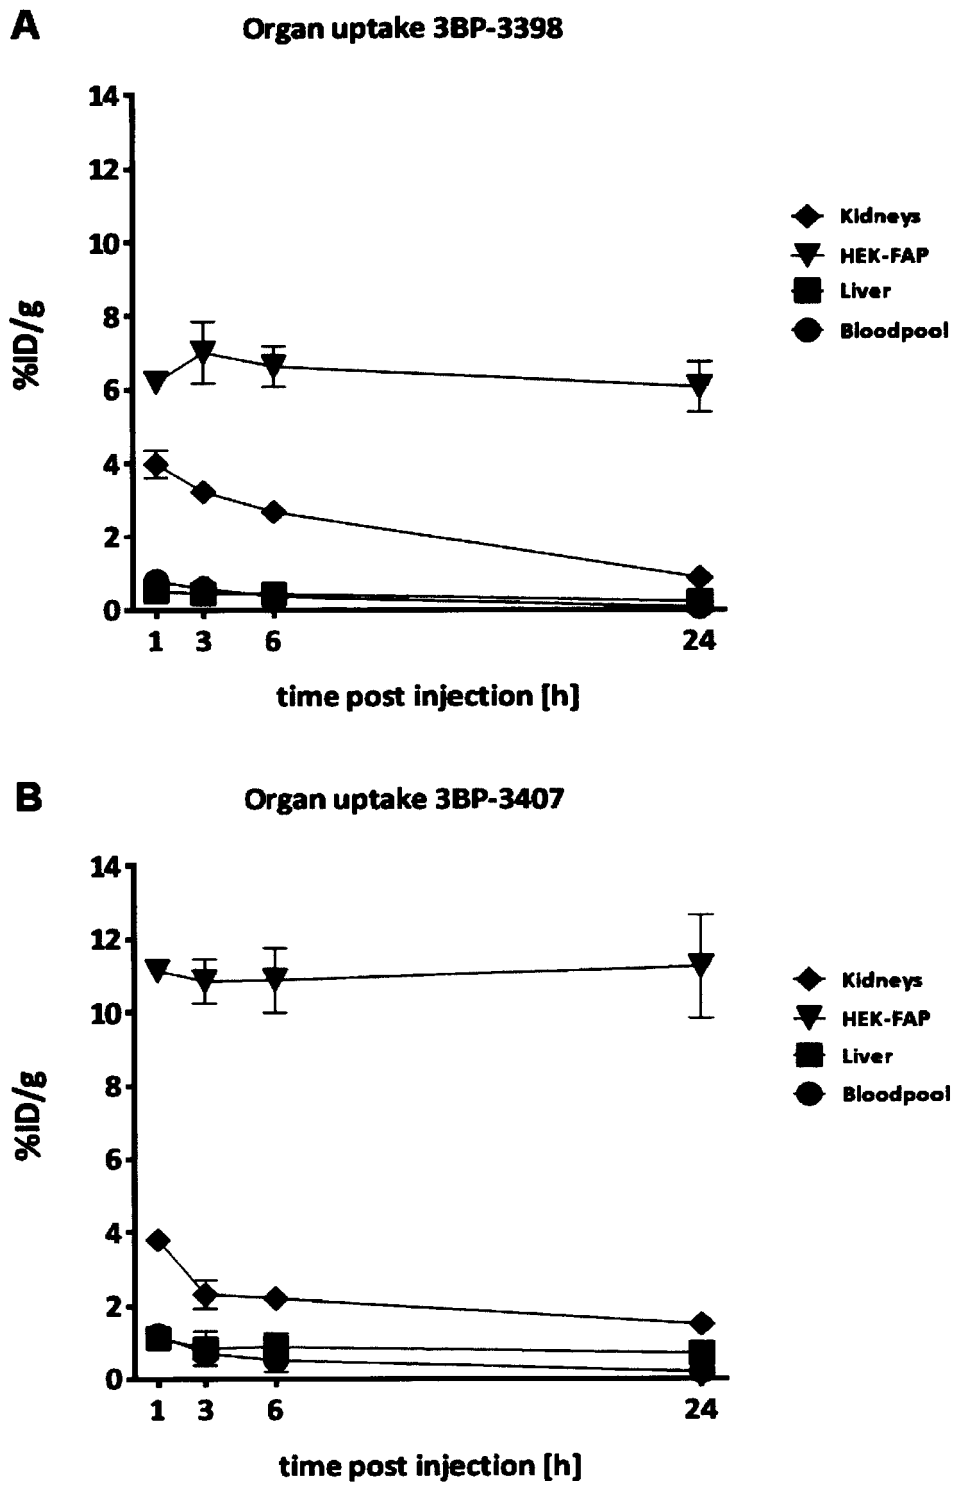 A
Organ uptake 3BP-3398
14
12
10
8
6
4
2
0
%ID/g
1 3 6 24
time post injection [h]
Kidneys
HEK-FAP
Liver
Bloodpool
B
Organ uptake 3BP-3407
14
12
10
8
6
4
2
0
%ID/g
1 3 6 24
time post injection [h]
Kidneys
HEK-FAP
Liver
Bloodpool